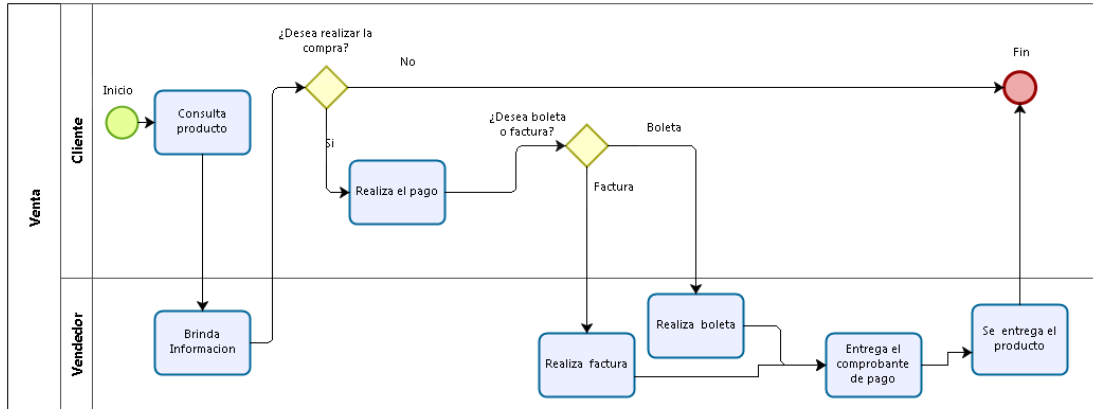 Venta
Cliente
Inicio
Consulta
producto
¿Desea realizar la
compra?
No
Si
Realiza el pago
¿Desea boleta
o factura?
Boleta
Factura
Fin
Vendedor
Brinda
Informacion
Realiza factura
Realiza boleta
Entrega el
comprobante
de pago
Se entrega el
producto